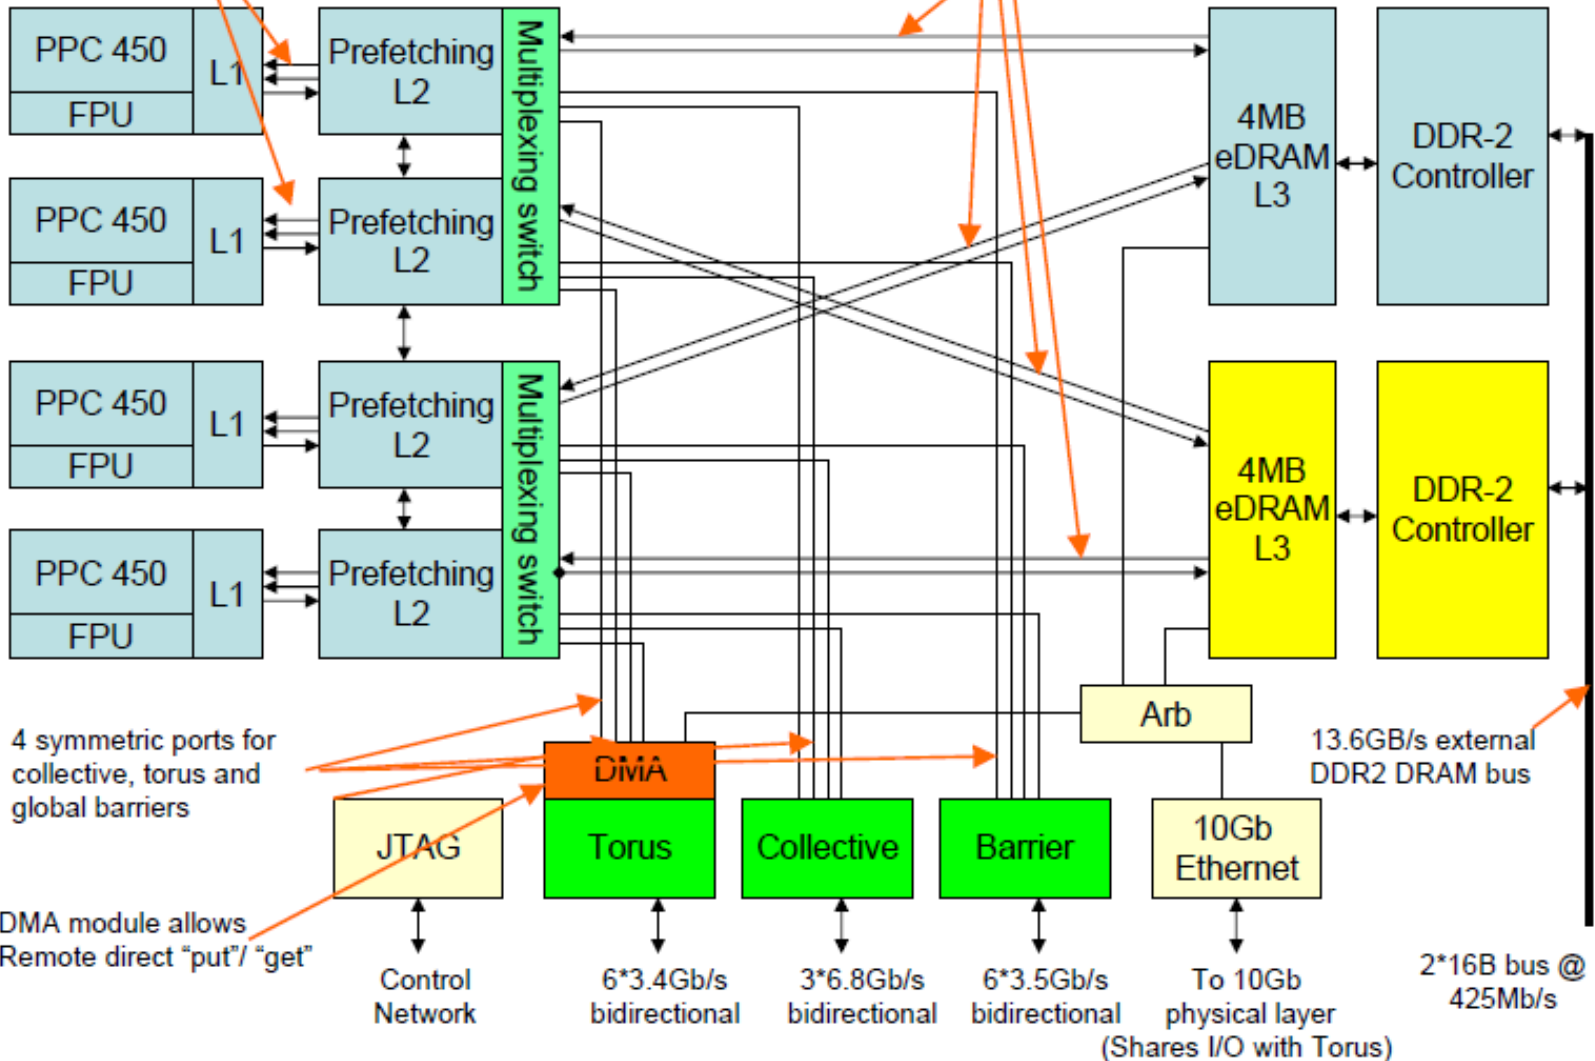 PPC 450
FPU
L1
Prefetching
L2
Multiplexing switch
4MB
eDRAM
L3
DDR-2
Controller
PPC 450
FPU
L1
Prefetching
L2
PPC 450
FPU
L1
Prefetching
L2
Multiplexing switch
4MB
eDRAM
L3
DDR-2
Controller
PPC 450
FPU
L1
Prefetching
L2
4 symmetric ports for
collective, torus and
global barriers
DMA
Arb
13.6GB/s external
DDR2 DRAM bus
JTAG
Torus
Collective
Barrier
10Gb
Ethernet
DMA module allows
Remote direct “put”/ “get”
Control
Network
6*3.4Gb/s
bidirectional
3*6.8Gb/s
bidirectional
6*3.5Gb/s
bidirectional
To 10Gb
physical layer
(Shares I/O with Torus)
2*16B bus @
425Mb/s